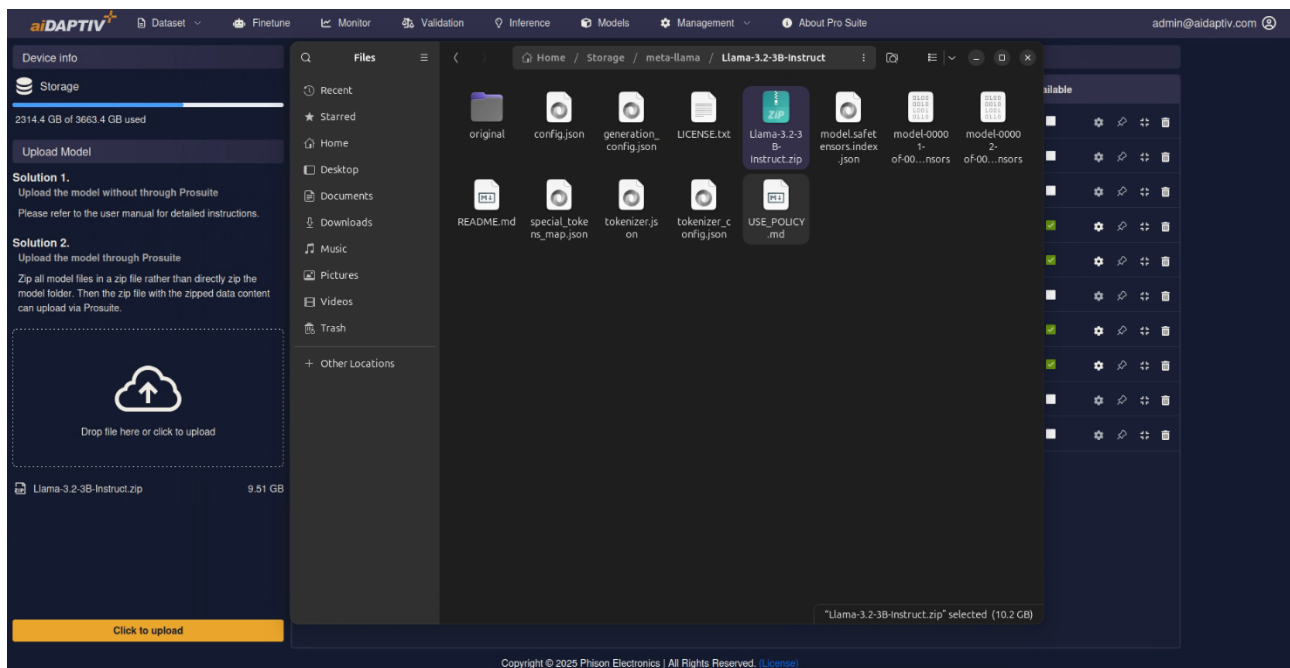 aiDAPTIV+
Dataset
Finetune
Monitor
Validation
Inference
Models
Management
About Pro Suite
admin@aidaptiv.com
Device info
Storage
2314.4 GB of 3663.4 GB used
Upload Model
Solution 1.
Upload the model without through Prosuite
Please refer to the user manual for detailed instructions.
Solution 2.
Upload the model through Prosuite
Zip all model files in a zip file rather than directly zip the
model folder. Then the zip file with the zipped data content
can upload via Prosuite.
Drop file here or click to upload
Llama-3.2-3B-Instruct.zip 9.51 GB
Click to upload
Files
Recent
Starred
Home
Desktop
Documents
Downloads
Music
Pictures
Videos
Trash
+ Other Locations
Home / Storage / meta-llama / Llama-3.2-3B-Instruct
original
config.json
generation_
config.json
LICENSE.txt
ZIP
Llama-3.2-3
B-
Instruct.zip
model.safet
ensors.index
.json
model-0000
1-
of-00...nsors
model-0000
2-
of-00...nsors
README.md
special_toke
ns_map.json
tokenizer.js
on
tokenizer_c
onfig.json
USE_POLICY
.md
"Llama-3.2-3B-Instruct.zip" selected (10.2 GB)
ailable
Copyright © 2025 Phison Electronics | All Rights Reserved. (License)